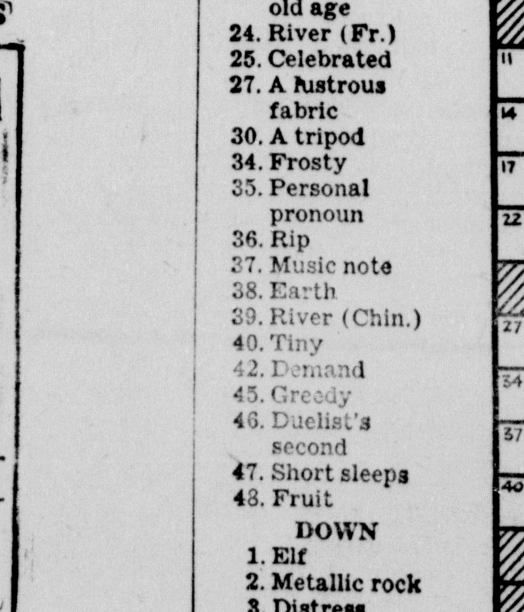 old age
24. River (Fr.)
25. Celebrated
27. A lustrous
fabric
30. A tripod
34. Frosty
35. Personal
pronoun
36. Rip
37. Music note
38. Earth
39. River (Chin.)
40. Tiny
42. Demand
45. Greedy
46. Duelist's
second
47. Short sleeps
48. Fruit
DOWN
1. Elf
2. Metallic rock
3. Distress
11
14
17
22
27
34
37
40